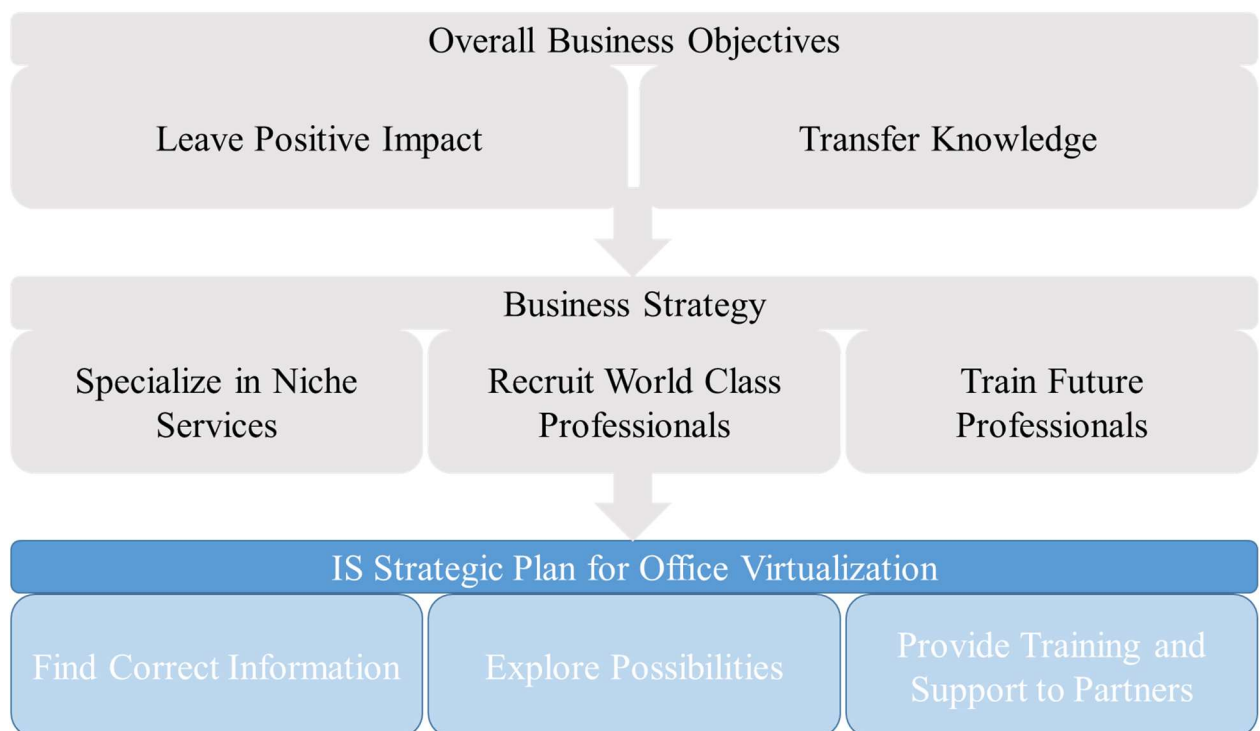 Overall Business Objectives
Leave Positive Impact
Transfer Knowledge
Business Strategy
Specialize in Niche
Services
Recruit World Class
Professionals
Train Future
Professionals
IS Strategic Plan for Office Virtualization
Find Correct Information
Explore Possibilities
Provide Training and
Support to Partners